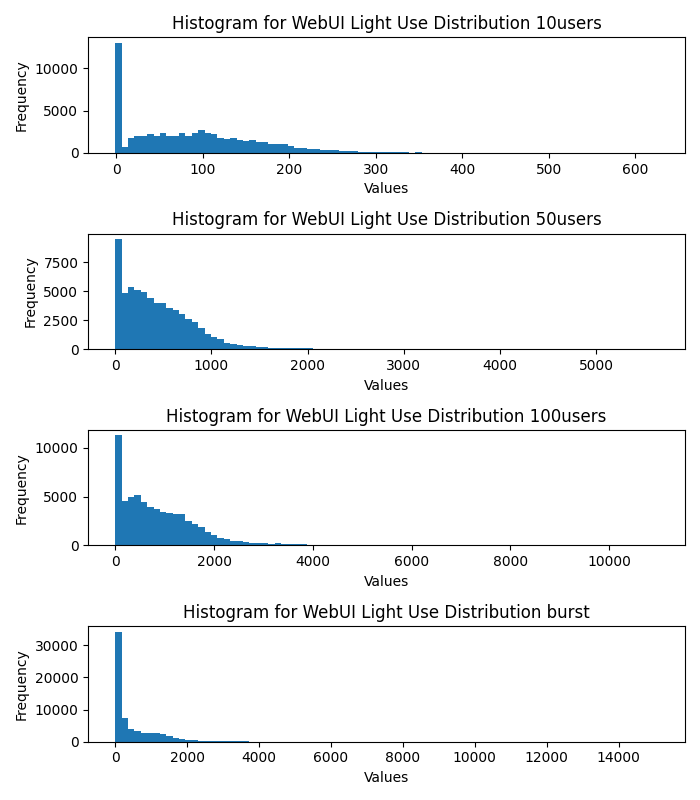 Histogram for WebUI Light Use Distribution 10users
10000
5000
0
Frequency
0 100 200 300 400 500 600
Values
Histogram for WebUI Light Use Distribution 50users
7500
5000
2500
0
Frequency
0 1000 2000 3000 4000 5000
Values
Histogram for WebUI Light Use Distribution 100users
10000
5000
0
Frequency
0 2000 4000 6000 8000 10000
Values
Histogram for WebUI Light Use Distribution burst
30000
20000
10000
0
Frequency
0 2000 4000 6000 8000 10000 12000 14000
Values